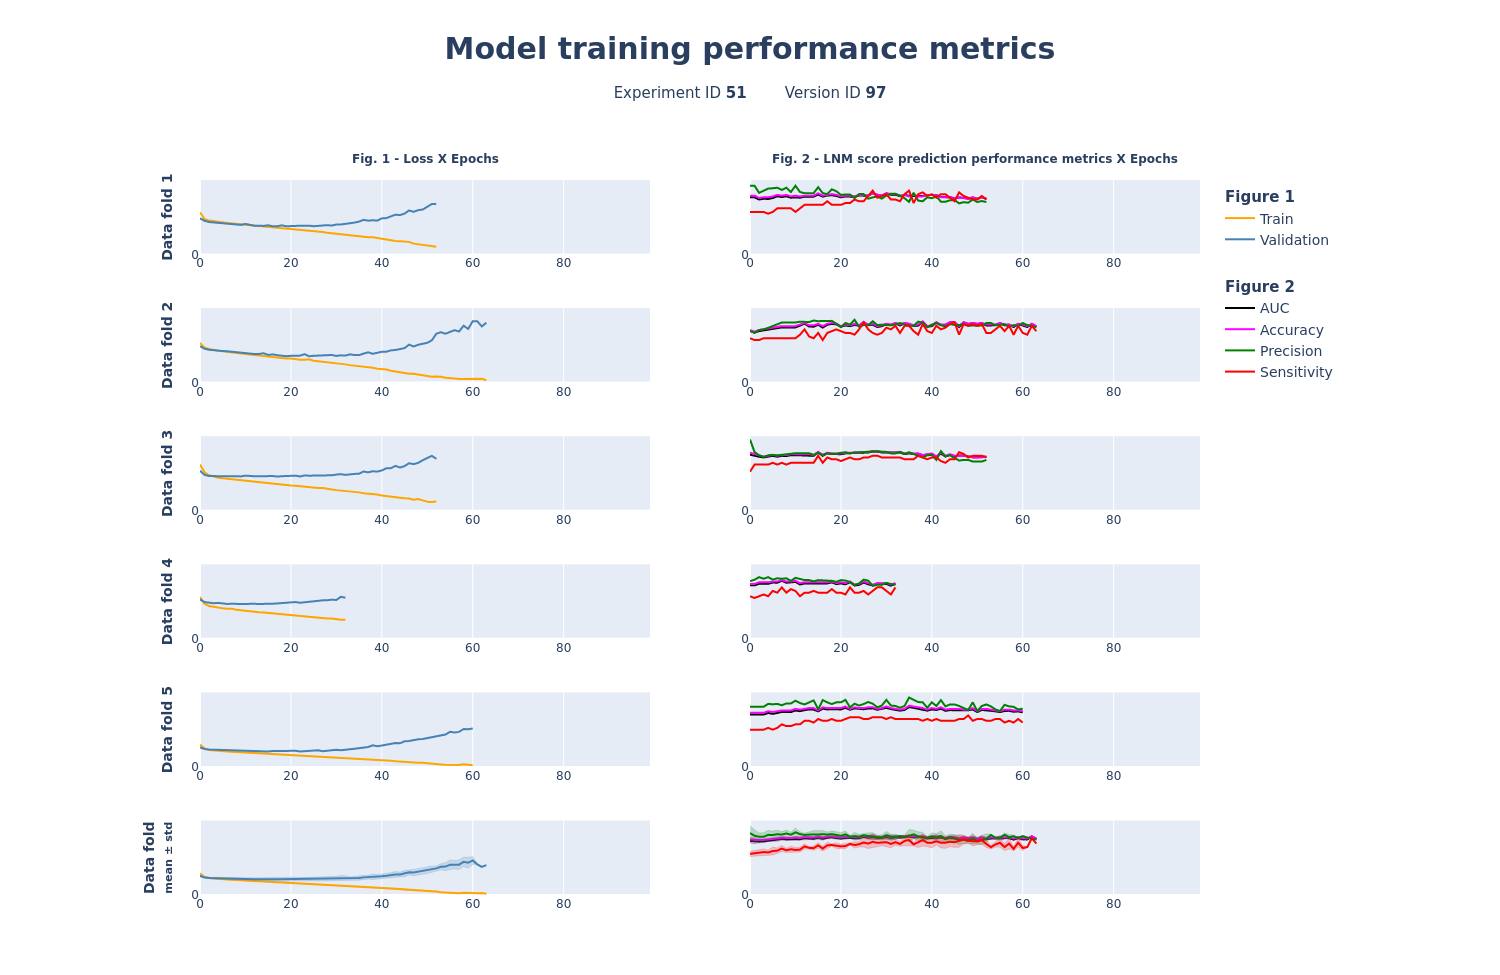 Model training performance metrics
Experiment ID 51 Version ID 97
Fig. 1 - Loss X Epochs
Fig. 2 - LNM score prediction performance metrics X Epochs
Data fold 1
0
0 20 40 60 80
0
0 20 40 60 80
Data fold 2
0
0 20 40 60 80
0
0 20 40 60 80
Data fold 3
0
0 20 40 60 80
0
0 20 40 60 80
Data fold 4
0
0 20 40 60 80
0
0 20 40 60 80
Data fold 5
0
0 20 40 60 80
0
0 20 40 60 80
Data fold
mean ± std
0
0 20 40 60 80
0
0 20 40 60 80
Figure 1
Train
Validation
Figure 2
AUC
Accuracy
Precision
Sensitivity